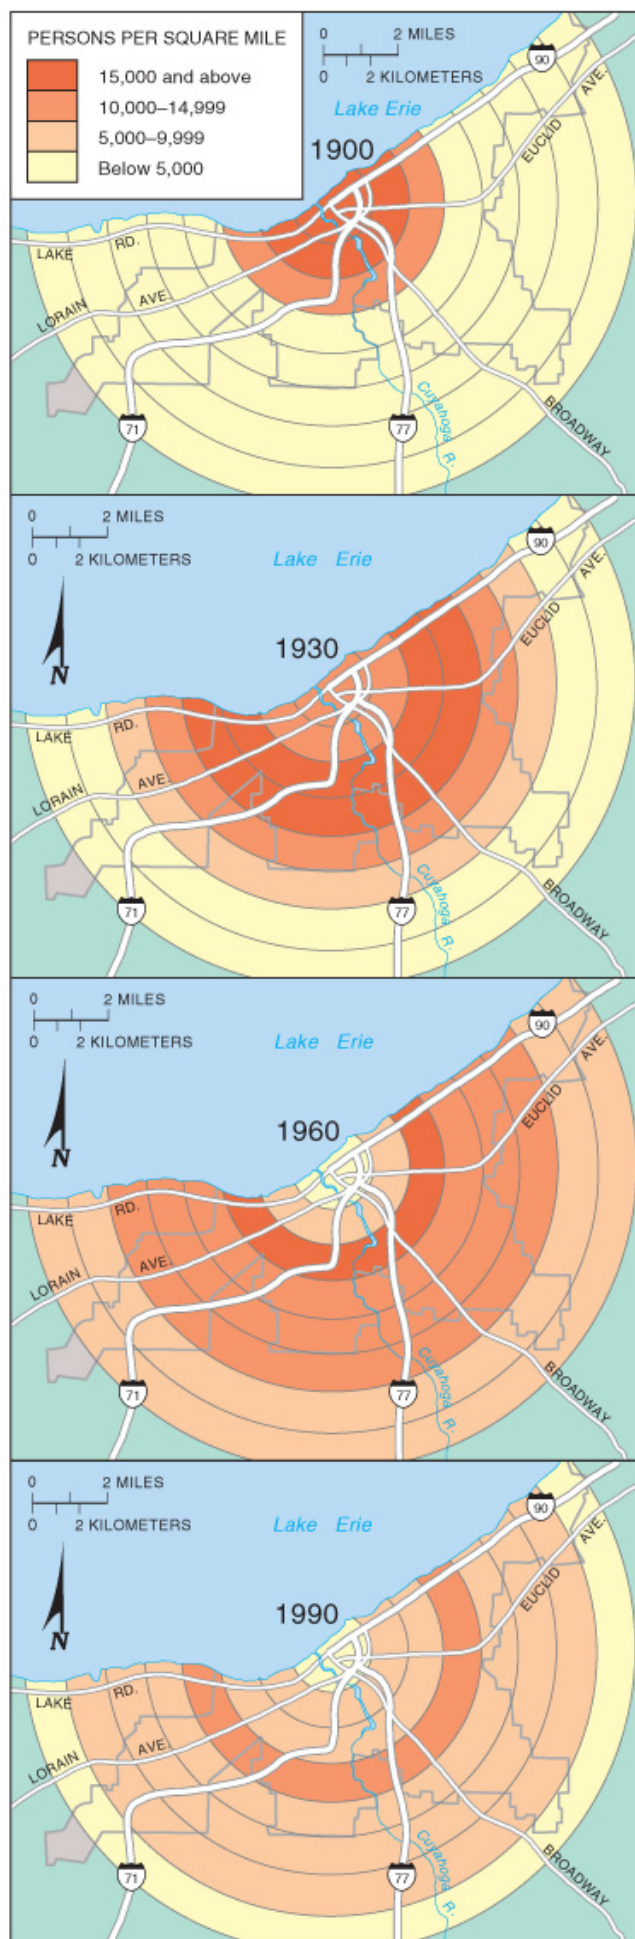 PERSONS PER SQUARE MILE
15,000 and above
10,000–14,999
5,000–9,999
Below 5,000
0 2 MILES
0 2 KILOMETERS
Lake Erie
1900
90
AVE.
EUCLID
LAKE RD.
LORAIN AVE.
71
77
Cuyahoga R.
BROADWAY
0 2 MILES
0 2 KILOMETERS
Lake Erie
N
1930
90
AVE.
EUCLID
LAKE RD.
LORAIN AVE.
71
77
Cuyahoga R.
BROADWAY
0 2 MILES
0 2 KILOMETERS
Lake Erie
N
1960
90
AVE.
EUCLID
LAKE RD.
LORAIN AVE.
71
77
Cuyahoga R.
BROADWAY
0 2 MILES
0 2 KILOMETERS
Lake Erie
N
1990
90
AVE.
EUCLID
LAKE RD.
LORAIN AVE.
71
77
Cuyahoga R.
BROADWAY